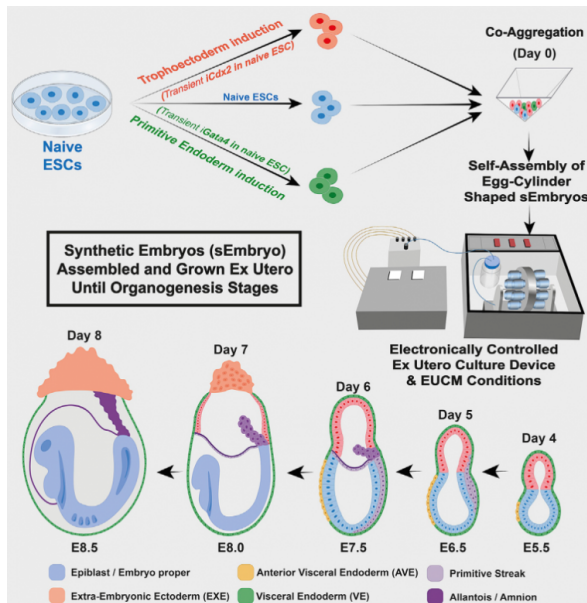 Trophoectoderm induction
(Transient iCdx2 in naive ESC)
Naive ESCs
(Transient iGata4 in naive ESC)
Primitive Endoderm induction
Naive
ESCs
Co-Aggregation
(Day 0)
Self-Assembly of
Egg-Cylinder
Shaped sEmbryos
Synthetic Embryos (sEmbryo)
Assembled and Grown Ex Utero
Until Organogenesis Stages
Electronically Controlled
Ex Utero Culture Device
& EUCM Conditions
Day 8
Day 7
Day 6
Day 5
Day 4
E8.5
E8.0
E7.5
E6.5
E5.5
Epiblast / Embryo proper
Anterior Visceral Endoderm (AVE)
Primitive Streak
Extra-Embryonic Ectoderm (EXE)
Visceral Endoderm (VE)
Allantois / Amnion